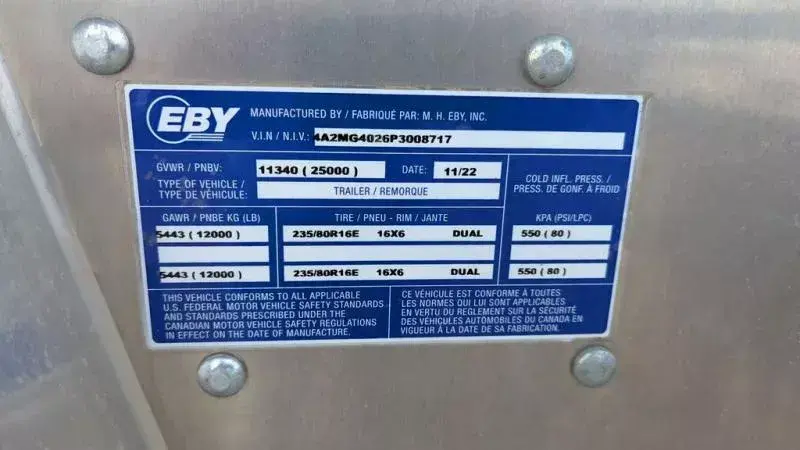 EBY MANUFACTURED BY / FABRIQUÉ PAR: M. H. EBY, INC.
V.I.N / N.I.V.: 4A2MG4026P3008717
GVWR / PNBV: 11340 ( 25000 ) DATE: 11/22
TYPE OF VEHICLE / TYPE DE VÉHICULE: TRAILER / REMORQUE
COLD INFL. PRESS. /
PRESS. DE GONF. À FROID
GAWR / PNBE KG (LB) TIRE / PNEU - RIM / JANTE KPA (PSI/LPC)
5443 ( 12000 ) 235/80R16E 16X6 DUAL 550 ( 80 )
5443 ( 12000 ) 235/80R16E 16X6 DUAL 550 ( 80 )
THIS VEHICLE CONFORMS TO ALL APPLICABLE
U.S. FEDERAL MOTOR VEHICLE SAFETY STANDARDS
AND STANDARDS PRESCRIBED UNDER THE
CANADIAN MOTOR VEHICLE SAFETY REGULATIONS
IN EFFECT ON THE DATE OF MANUFACTURE.
CE VÉHICULE EST CONFORME À TOUTES
LES NORMES QUI LUI SONT APPLICABLES
EN VERTU DU REGLEMENT SUR LA SÉCURITÉ
DES VÉHICULES AUTOMOBILES DU CANADA EN
VIGUEUR À LA DATE DE SA FABRICATION.